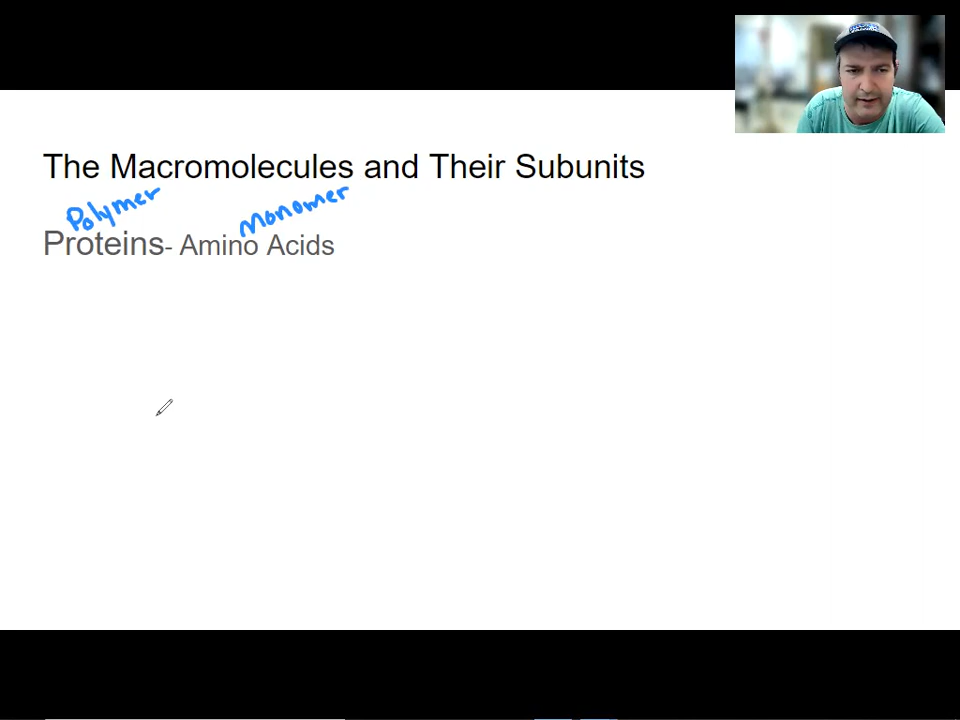 The Macromolecules and Their Subunits
Polymer Monomer
Proteins- Amino Acids